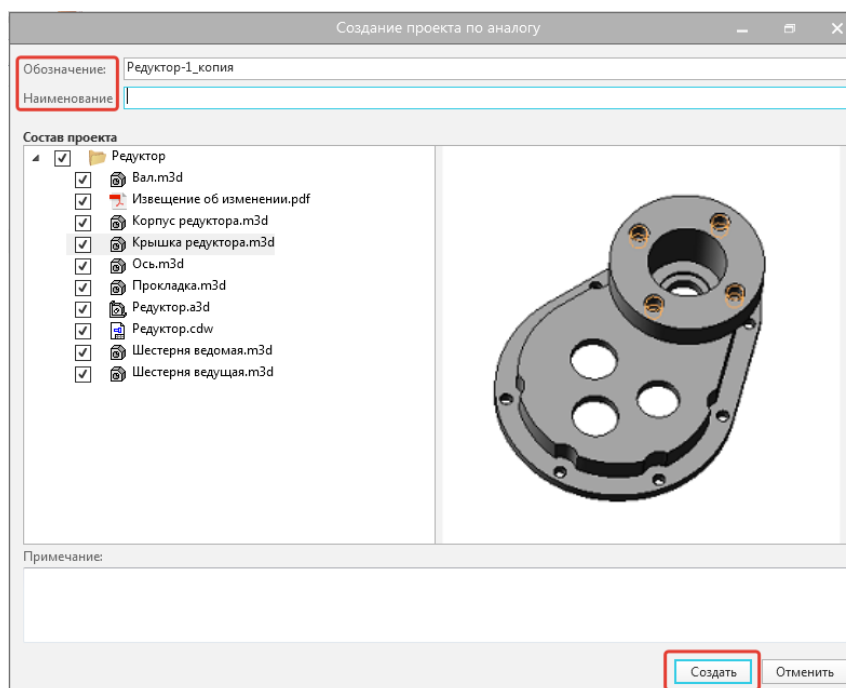 Создание проекта по аналогу
Обозначение: Редуктор-1_копия
Наименование
Состав проекта
Редуктор
Вал.m3d
Извещение об изменении.pdf
Корпус редуктора.m3d
Крышка редуктора.m3d
Ось.m3d
Прокладка.m3d
Редуктор.a3d
Редуктор.cdw
Шестерня ведомая.m3d
Шестерня ведущая.m3d
Примечание:
Создать Отменить